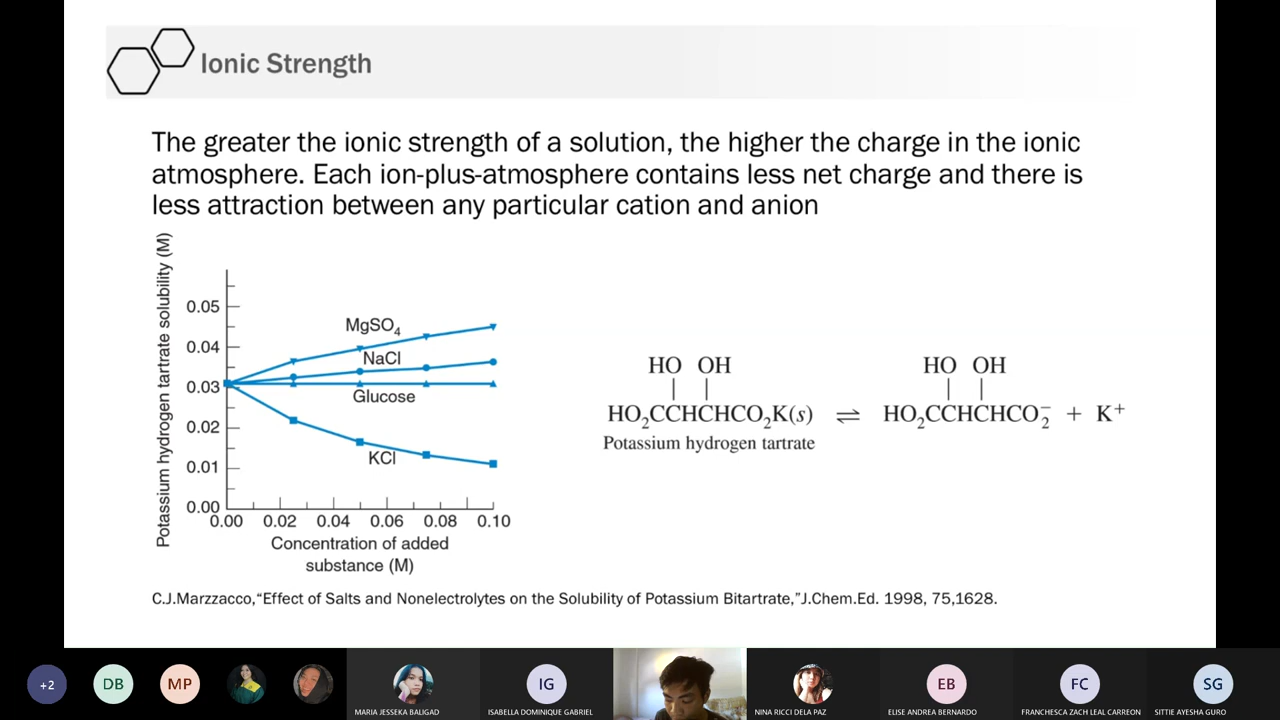 Ionic Strength
The greater the ionic strength of a solution, the higher the charge in the ionic
atmosphere. Each ion-plus-atmosphere contains less net charge and there is
less attraction between any particular cation and anion
Potassium hydrogen tartrate solubility (M)
0.05
0.04
0.03
0.02
0.01
0.00
MgSO₄
NaCl
Glucose
KCl
0.00 0.02 0.04 0.06 0.08 0.10
Concentration of added
substance (M)
HO OH
HO₂CCHCHCO₂K(s) ⇌ HO₂CCHCHCO₂⁻ + K⁺
HO OH
Potassium hydrogen tartrate
C.J.Marzzacco,“Effect of Salts and Nonelectrolytes on the Solubility of Potassium Bitartrate,”J.Chem.Ed. 1998, 75,1628.
+2
DB
MP
MARIA JESSEKA BALIGAD
IG
ISABELLA DOMINIQUE GABRIEL
NINA RICCI DELA PAZ
EB
ELISE ANDREA BERNARDO
FC
FRANCHESCA ZACH LEAL CARREON
SG
SITTIE AYESHA GURO